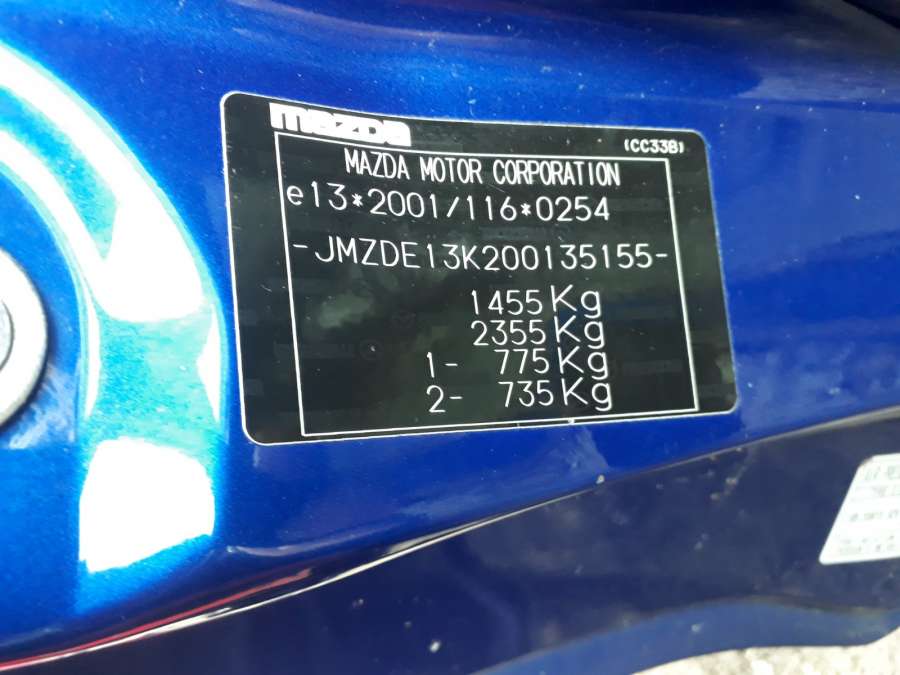 mazda
(CC33B)
MAZDA MOTOR CORPORATION
e13*2001/116*0254
-JMZDE13K200135155-
1455Kg
2355Kg
1- 775Kg
2- 735Kg